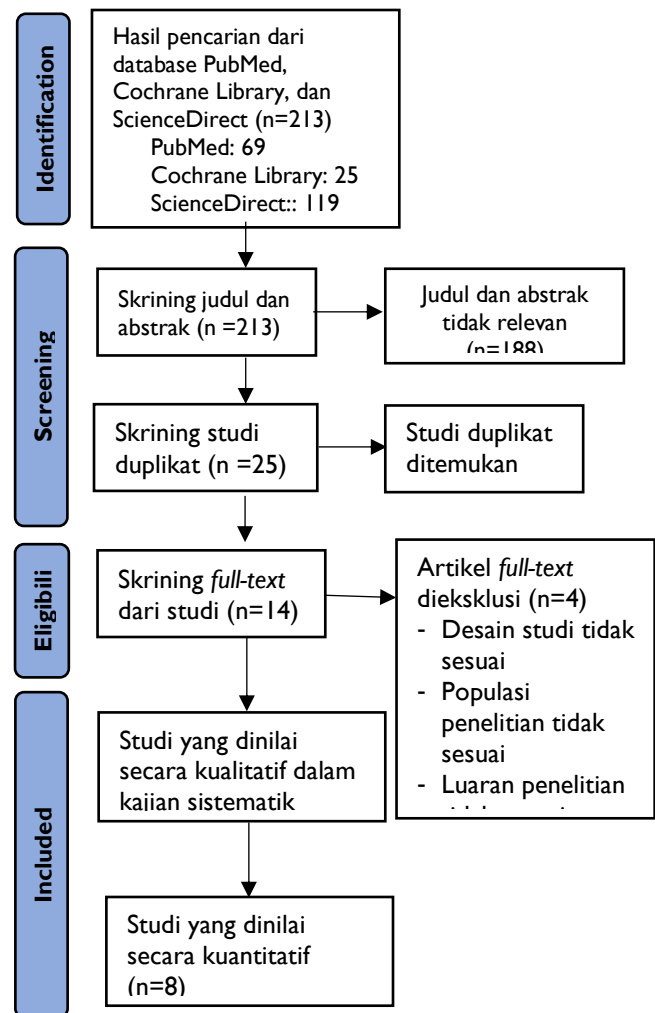 Identification
Hasil pencarian dari
database PubMed,
Cochrane Library, dan
ScienceDirect (n=213)
PubMed: 69
Cochrane Library: 25
ScienceDirect:: 119
Screening
Skrining judul dan
abstrak (n =213)
Judul dan abstrak
tidak relevan
(n=188)
Skrining studi
duplikat (n =25)
Studi duplikat
ditemukan
Eligibili
Skrining full-text
dari studi (n=14)
Artikel full-text
dieksklusi (n=4)
- Desain studi tidak
sesuai
- Populasi
penelitian tidak
sesuai
- Luaran penelitian
Included
Studi yang dinilai
secara kualitatif dalam
kajian sistematik
Studi yang dinilai
secara kuantitatif
(n=8)